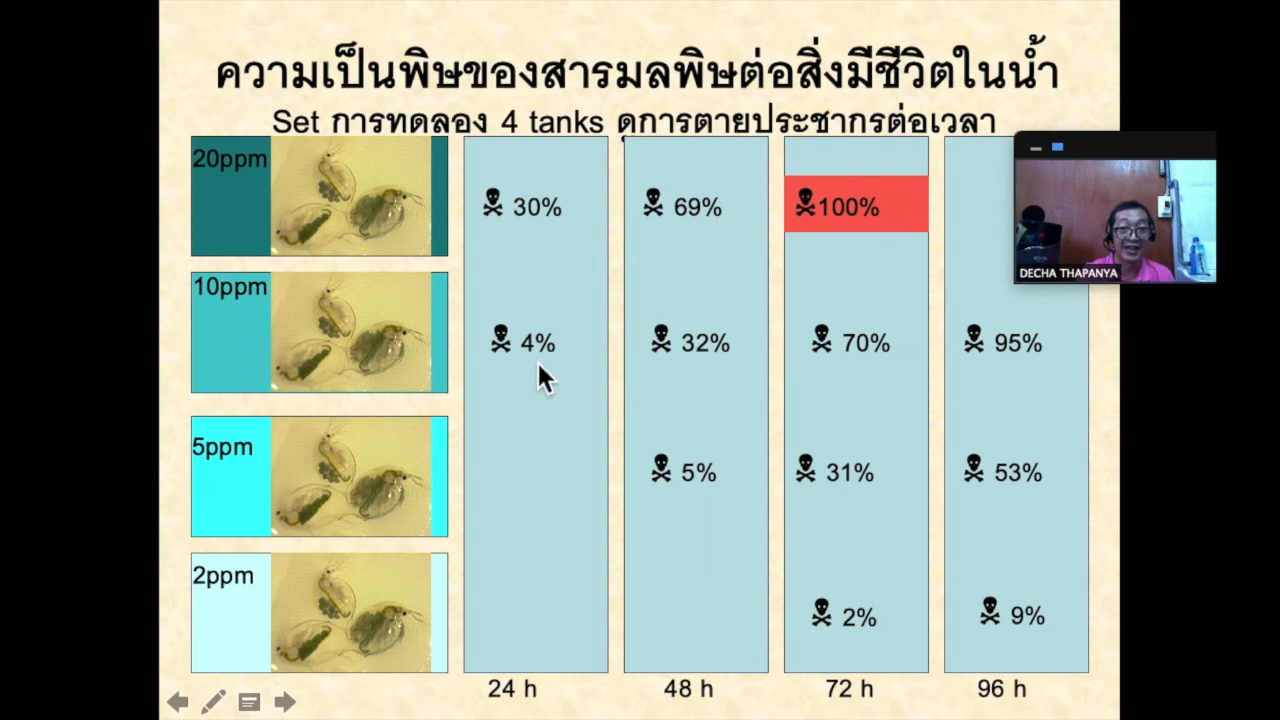 ความเป็นพิษของสารมลพิษต่อสิ่งมีชีวิตในน้ำ
Set การทดลอง 4 tanks ดูการตายประชากรต่อเวลา
20ppm
30%
69%
100%
DECHA THAPANYA
10ppm
4%
32%
70%
95%
5ppm
5%
31%
53%
2ppm
2%
9%
24 h
48 h
72 h
96 h